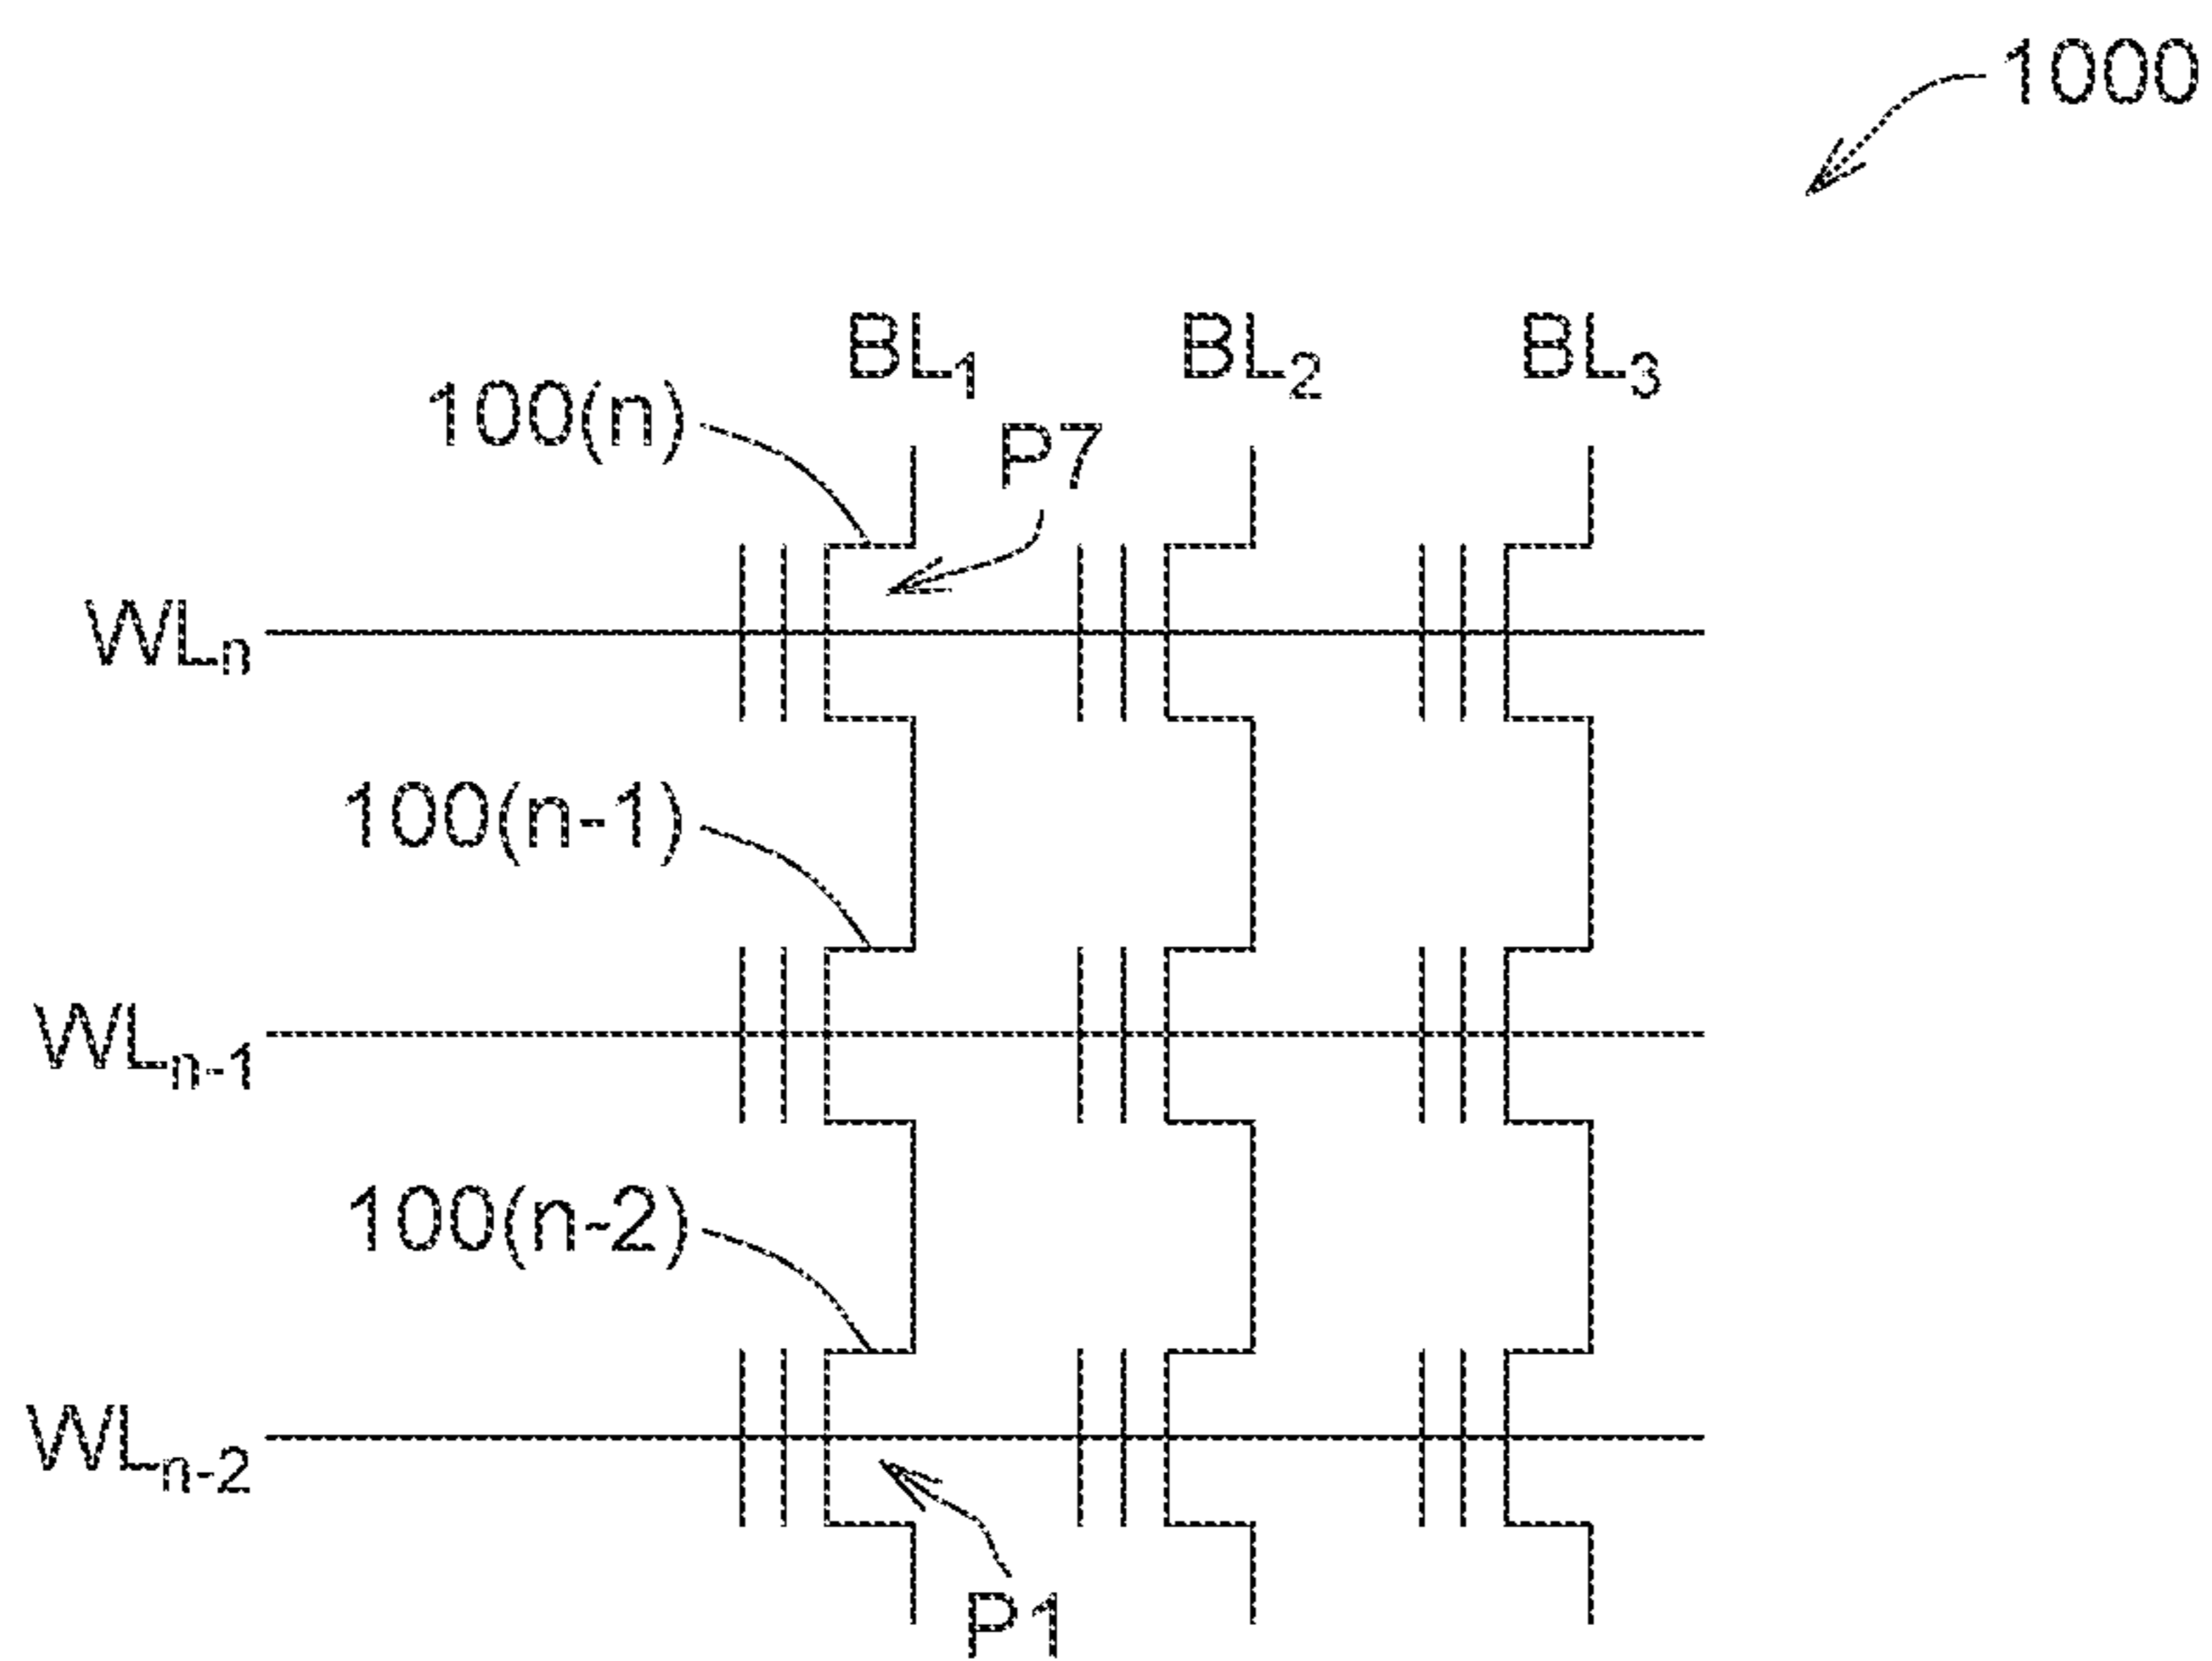 1000
BL₁ BL₂ BL₃
100(n)
P7
WLₙ
100(n-1)
WLₙ₋₁
100(n-2)
WLₙ₋₂
P1